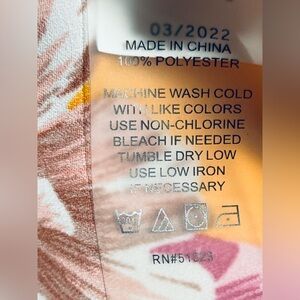 03/2022
MADE IN CHINA
100% POLYESTER
MACHINE WASH COLD
WITH LIKE COLORS
USE NON-CHLORINE
BLEACH IF NEEDED
TUMBLE DRY LOW
USE LOW IRON
IF NECESSARY